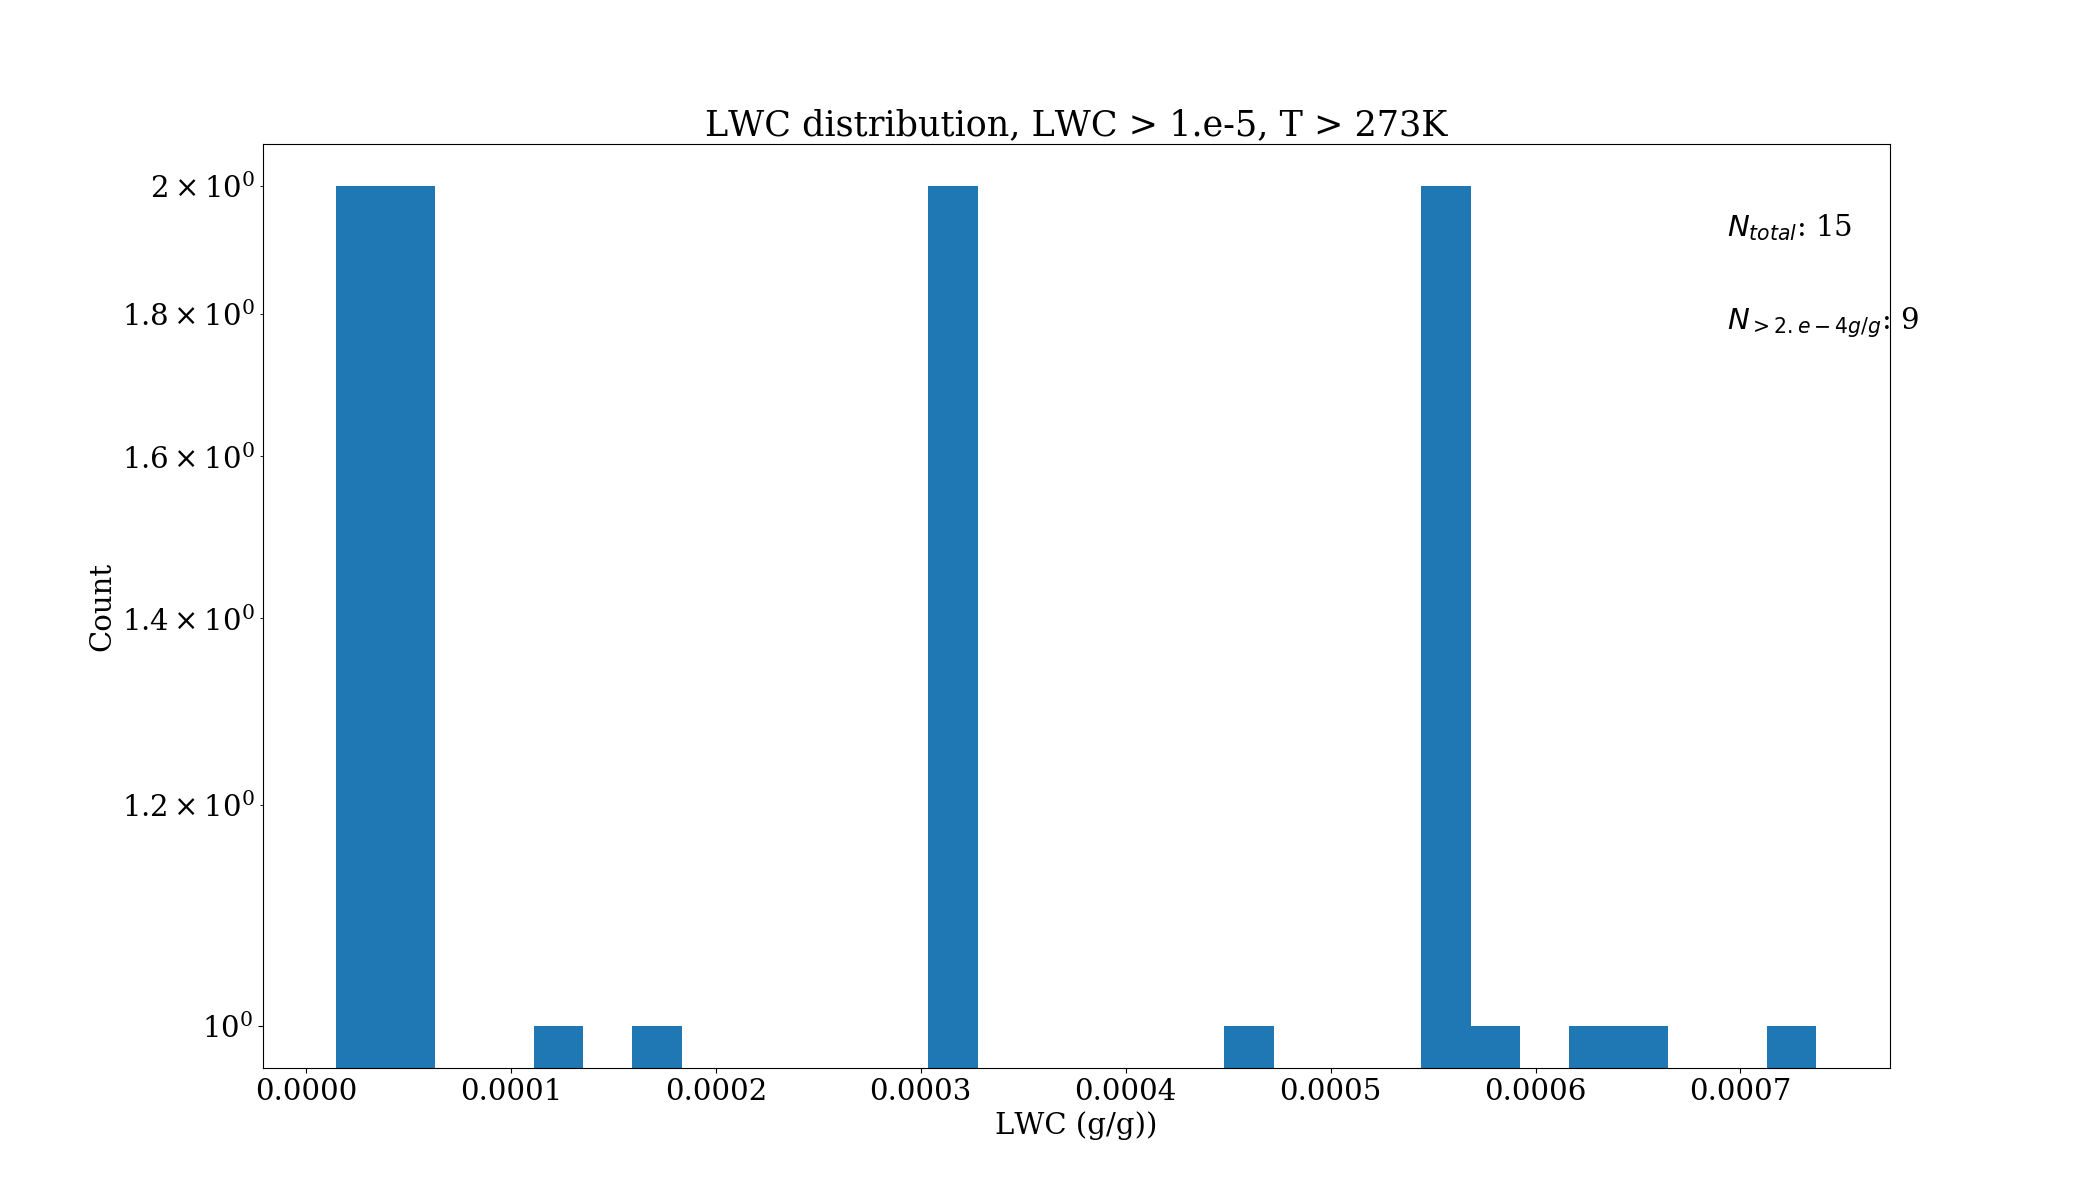 LWC distribution, LWC > 1.e-5, T > 273K
2 × 10⁰
1.8 × 10⁰
1.6 × 10⁰
1.4 × 10⁰
1.2 × 10⁰
10⁰
Count
N_total: 15
N_>2.e−4g/g: 9
0.0000 0.0001 0.0002 0.0003 0.0004 0.0005 0.0006 0.0007
LWC (g/g))